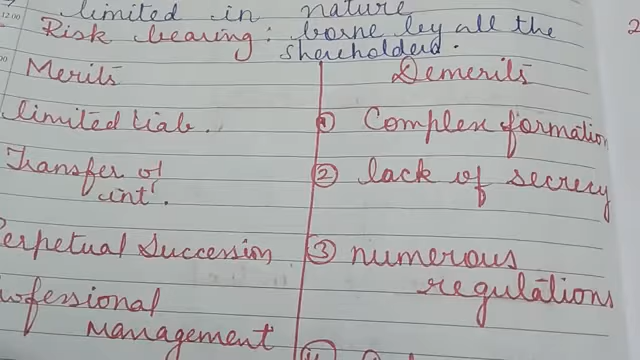 limited in nature
Risk bearing: borne by all the
shareholders.
Merits Demerits
limited liab. ① Complex formation
Transfer of
int'. ② lack of secrecy
Perpetual Succession ③ numerous
regulations
Professional
Management